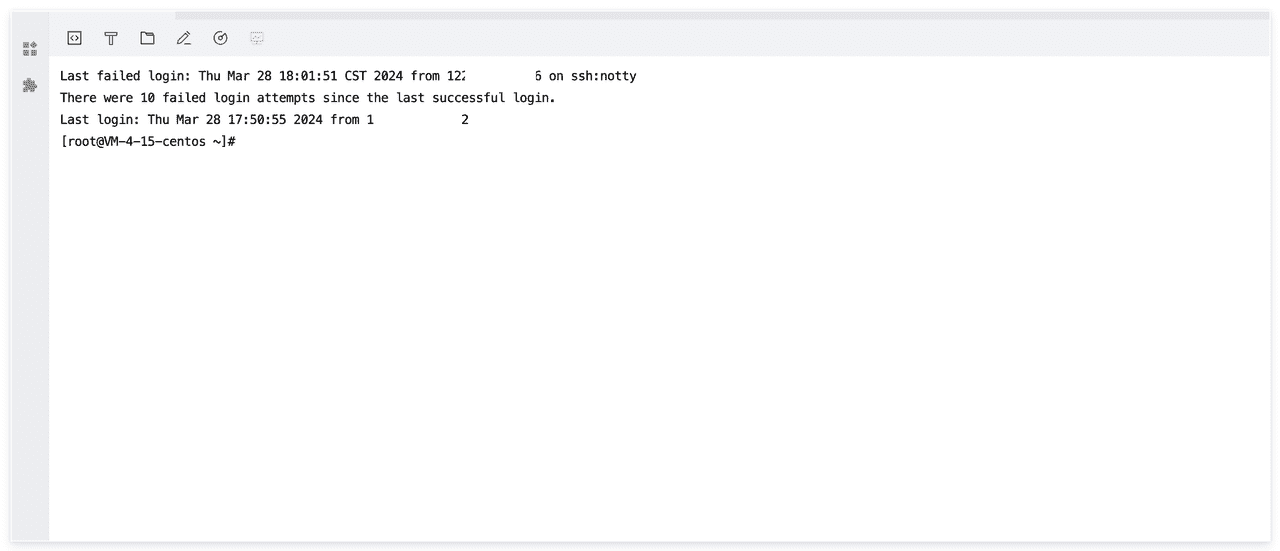 Last failed login: Thu Mar 28 18:01:51 CST 2024 from 122 6 on ssh:notty
There were 10 failed login attempts since the last successful login.
Last login: Thu Mar 28 17:50:55 2024 from 1 2
[root@VM-4-15-centos ~]#